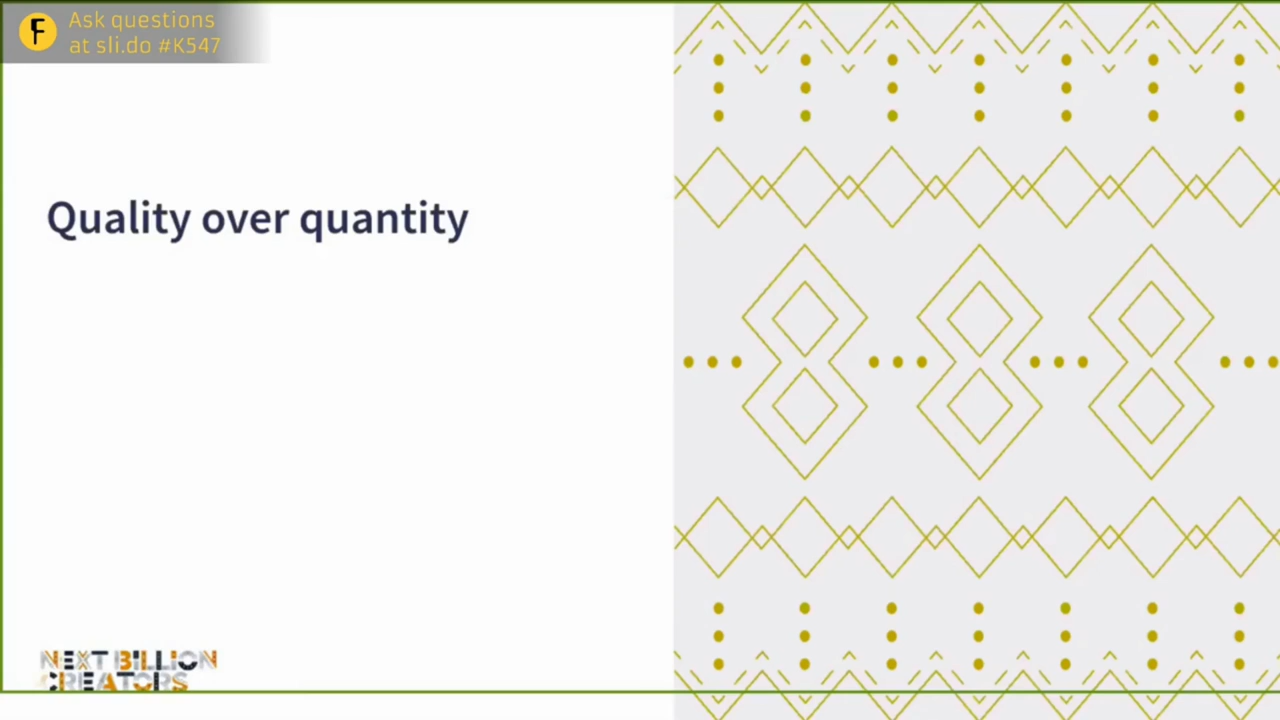 F
Ask questions
at sli.do #K547
Quality over quantity
NEXT BILLION
CREATORS